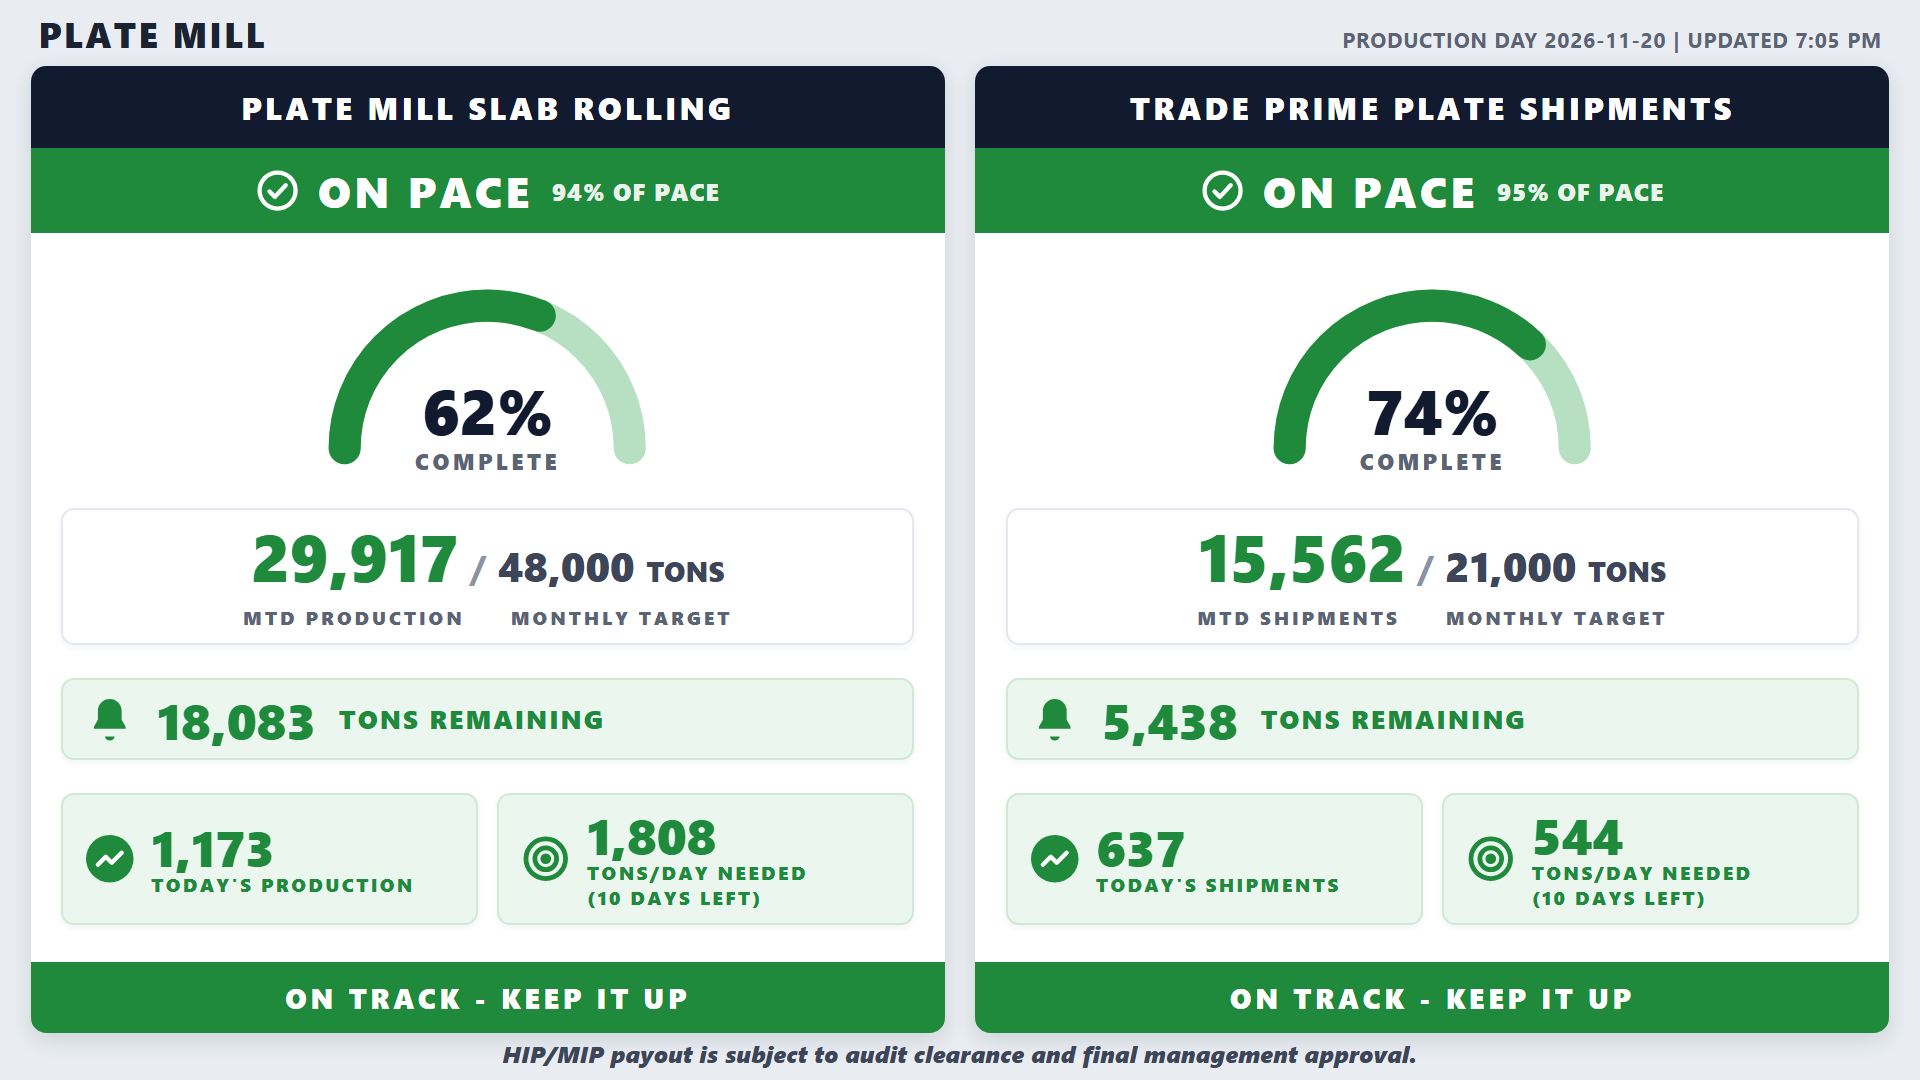 PLATE MILL
PRODUCTION DAY 2026-11-20 | UPDATED 7:05 PM
PLATE MILL SLAB ROLLING
ON PACE 94% OF PACE
62%
COMPLETE
29,917 / 48,000 TONS
MTD PRODUCTION MONTHLY TARGET
18,083 TONS REMAINING
1,173
TODAY'S PRODUCTION
1,808
TONS/DAY NEEDED
(10 DAYS LEFT)
ON TRACK - KEEP IT UP
TRADE PRIME PLATE SHIPMENTS
ON PACE 95% OF PACE
74%
COMPLETE
15,562 / 21,000 TONS
MTD SHIPMENTS MONTHLY TARGET
5,438 TONS REMAINING
637
TODAY'S SHIPMENTS
544
TONS/DAY NEEDED
(10 DAYS LEFT)
ON TRACK - KEEP IT UP
HIP/MIP payout is subject to audit clearance and final management approval.